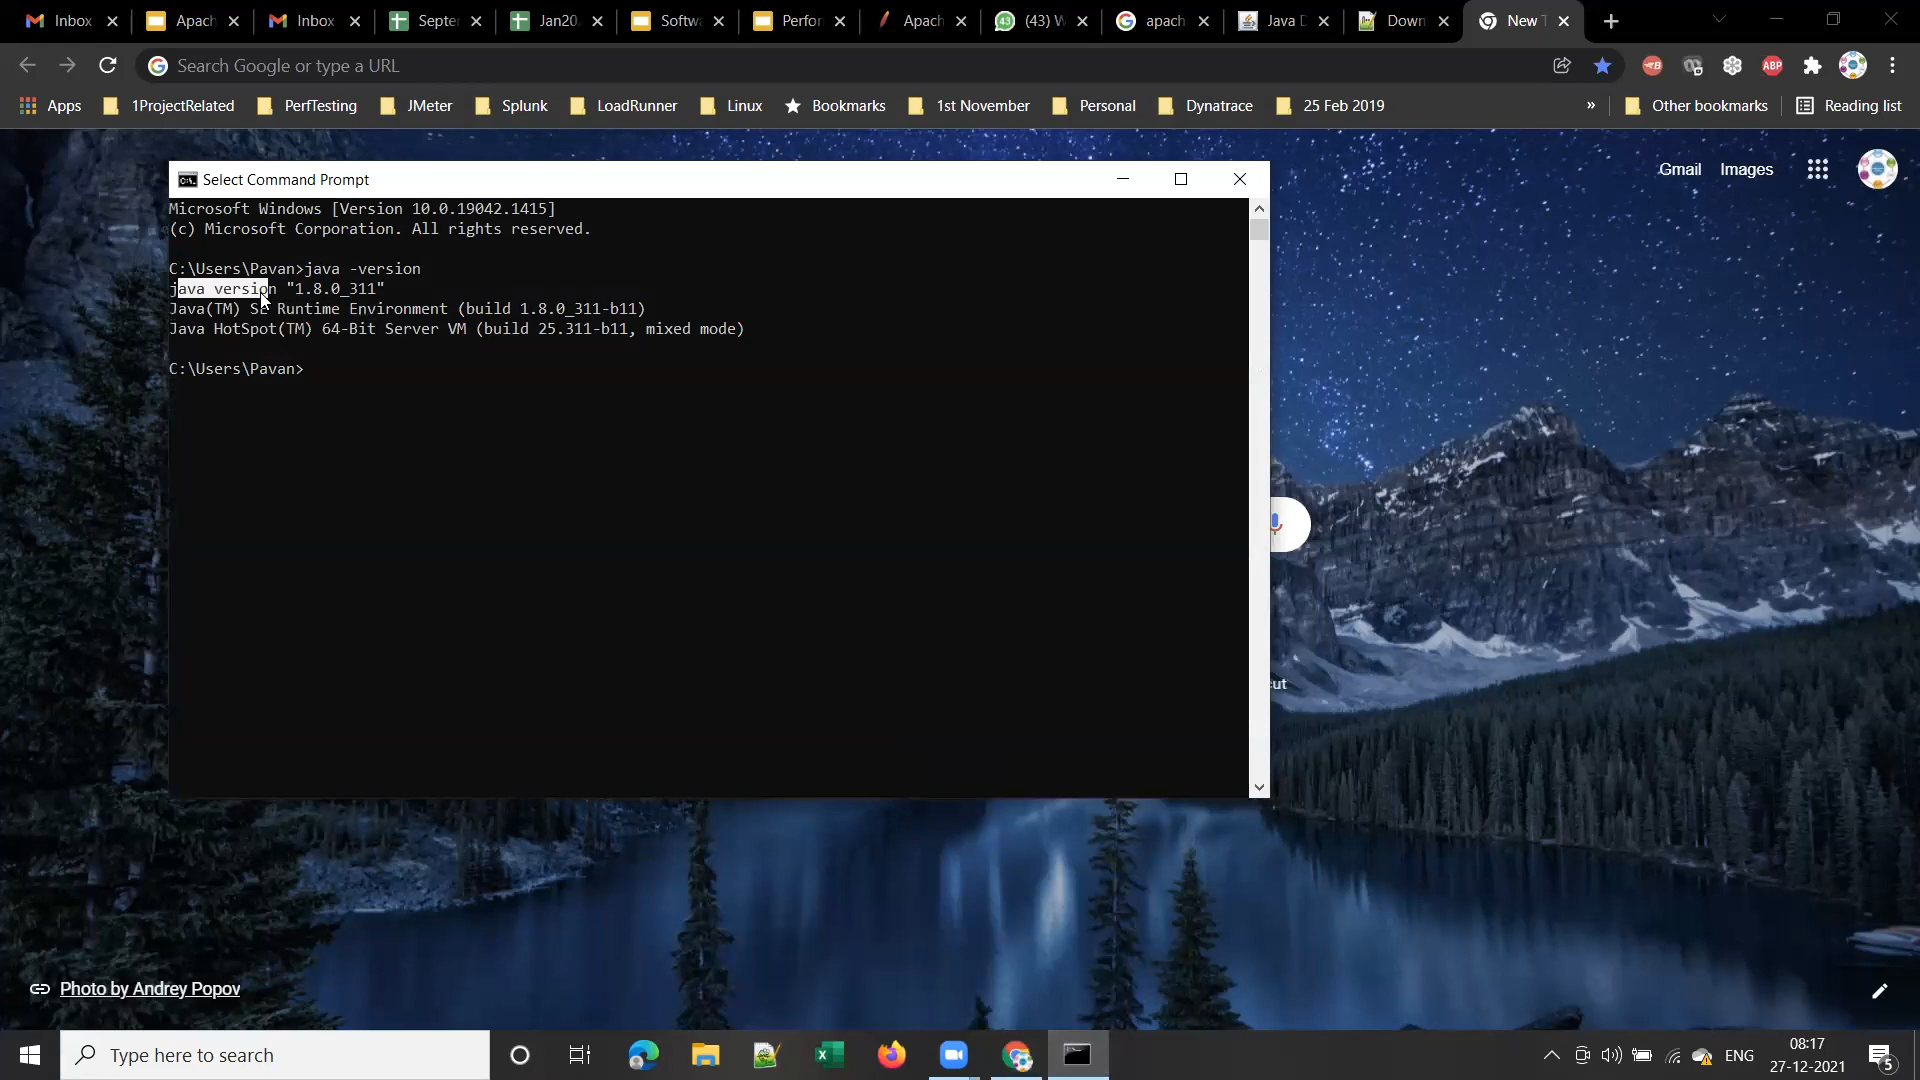 Inbox
Apach
Inbox
Septer
Jan20
Softwa
Perfor
Apach
(43) W
apach
Java D
Down
New T
Search Google or type a URL
ABP
Apps
1ProjectRelated
PerfTesting
JMeter
Splunk
LoadRunner
Linux
Bookmarks
1st November
Personal
Dynatrace
25 Feb 2019
»
Other bookmarks
Reading list
Gmail
Images
Select Command Prompt
Microsoft Windows [Version 10.0.19042.1415]
(c) Microsoft Corporation. All rights reserved.
C:\Users\Pavan>java -version
java version "1.8.0_311"
Java(TM) SE Runtime Environment (build 1.8.0_311-b11)
Java HotSpot(TM) 64-Bit Server VM (build 25.311-b11, mixed mode)
C:\Users\Pavan>
cut
Photo by Andrey Popov
Type here to search
ENG
08:17
27-12-2021
5